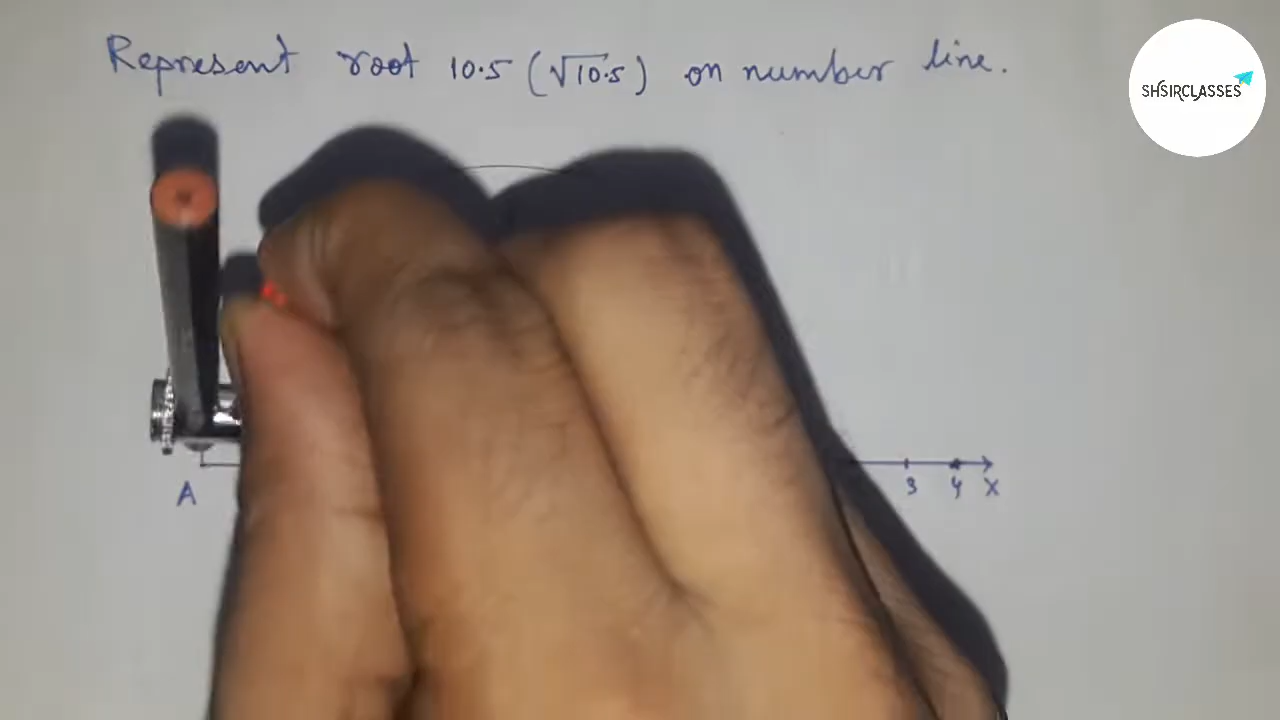 Represent root 10.5 (√10.5) on number line.
SHSIRCLASSES
A
3 4 X